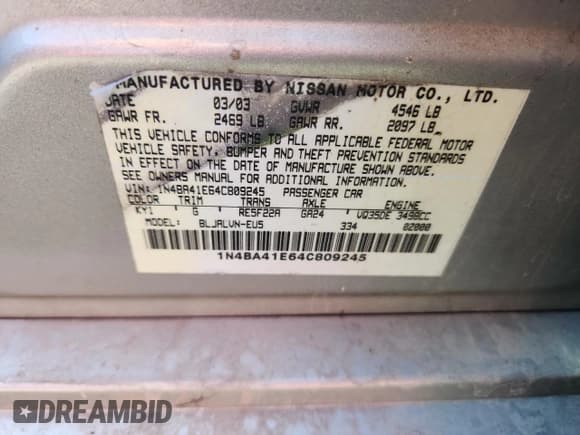 MANUFACTURED BY NISSAN MOTOR CO., LTD.
DATE 03/03 GVWR 4546 LB
GAWR FR. 2469 LB GAWR RR. 2097 LB
THIS VEHICLE CONFORMS TO ALL APPLICABLE FEDERAL MOTOR
VEHICLE SAFETY, BUMPER AND THEFT PREVENTION STANDARDS
IN EFFECT ON THE DATE OF MANUFACTURE SHOWN ABOVE.
SEE OWNERS MANUAL FOR ADDITIONAL INFORMATION.
VIN: 1N4BA41E64C809245 PASSENGER CAR
COLOR TRIM TRANS AXLE ENGINE
KY1 G RE5F22A GA24 VQ35DE 3498CC
MODEL: BLJALVN-EU5 334 02000
1N4BA41E64C809245
DREAMBID